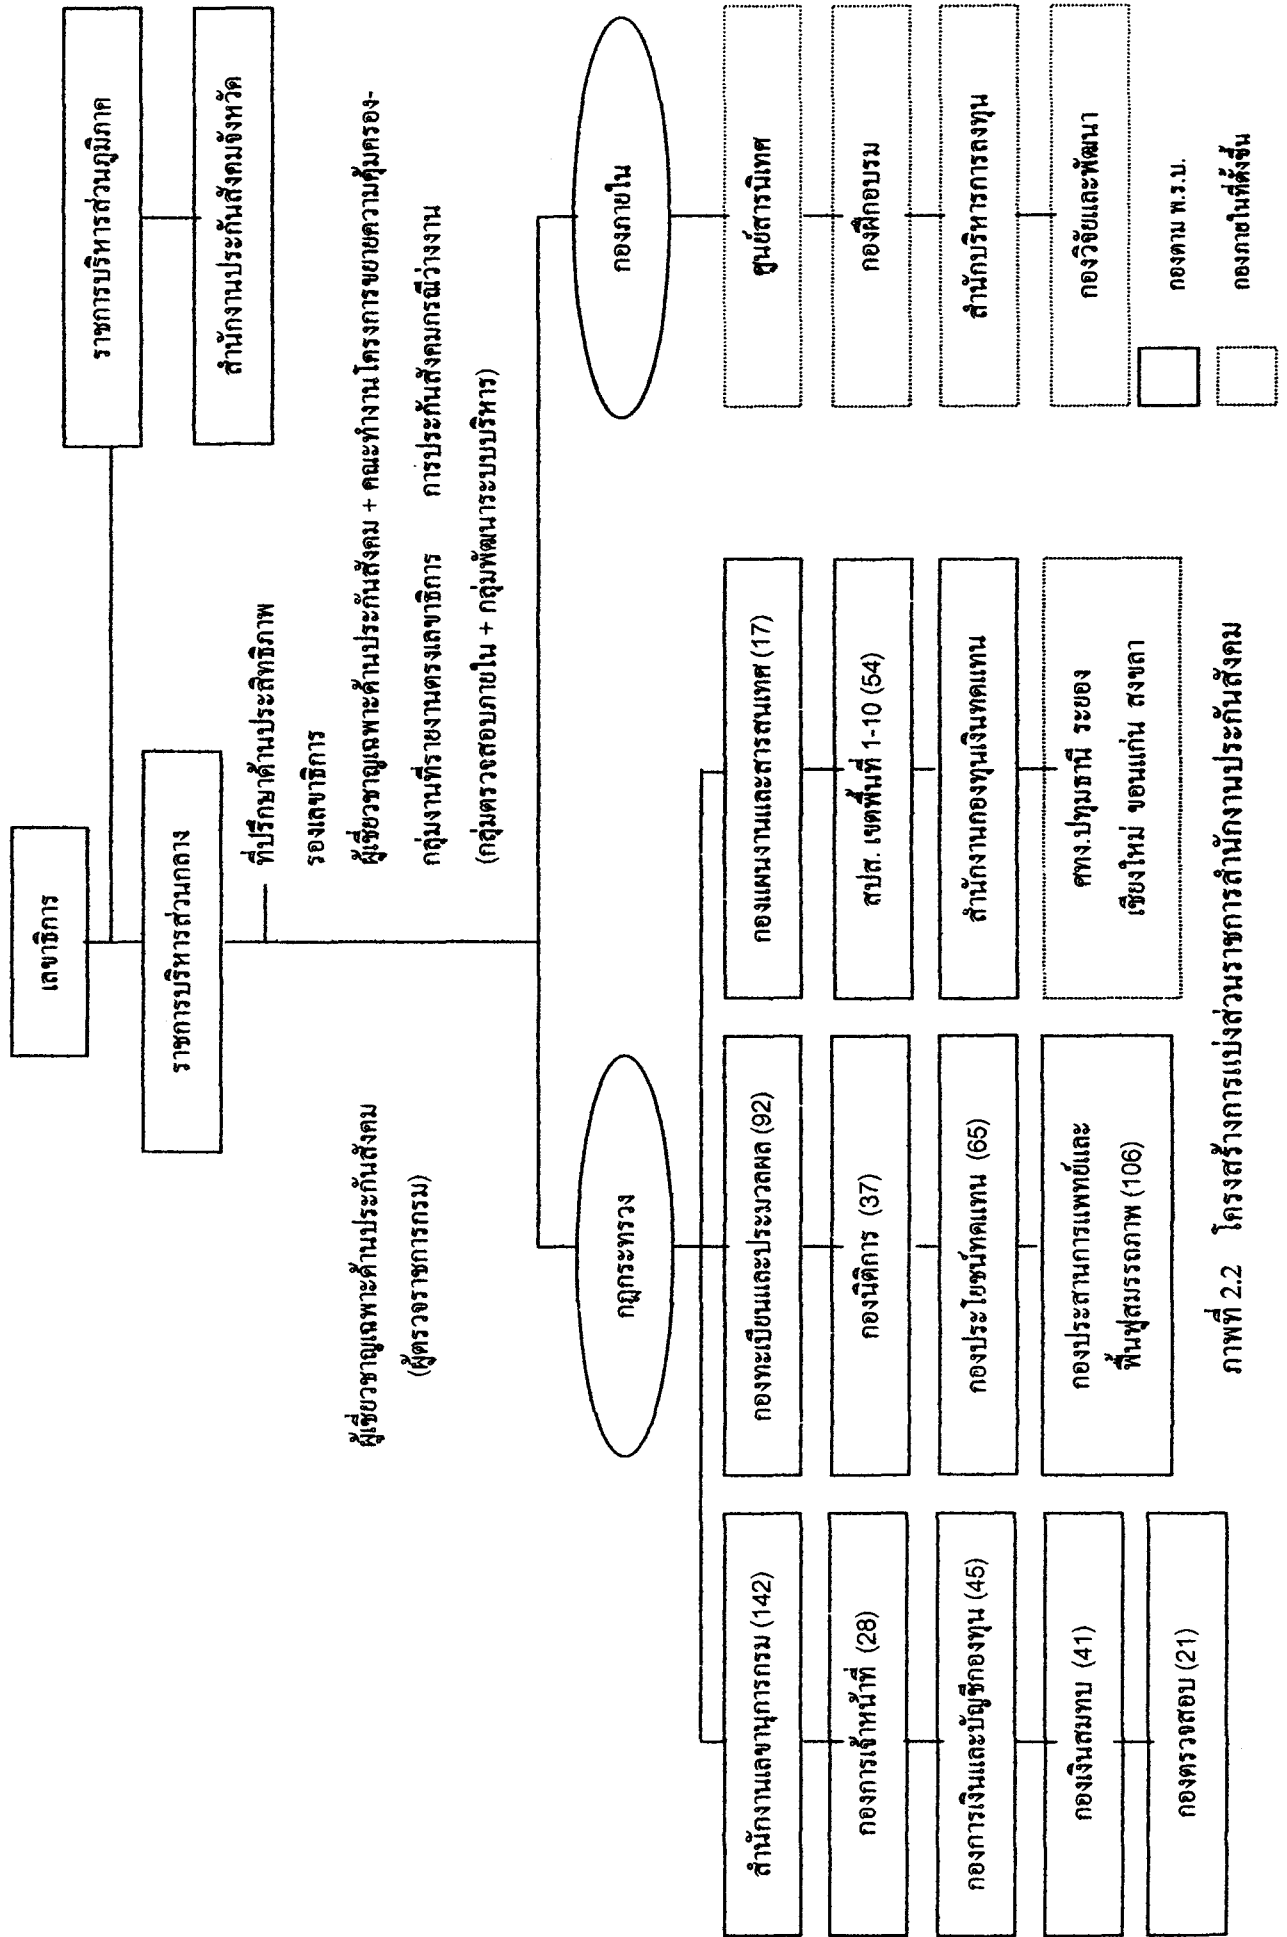 เลขาธิการ
ราชการบริหารส่วนภูมิภาค
ราชการบริหารส่วนกลาง
สำนักงานประกันสังคมจังหวัด
ที่ปรึกษาด้านประสิทธิภาพ
รองเลขาธิการ
ผู้เชี่ยวชาญเฉพาะด้านประกันสังคม
(ผู้ตรวจราชการกรม)
ผู้เชี่ยวชาญเฉพาะด้านประกันสังคม + คณะทำงานโครงการขยายความคุ้มครอง-
กลุ่มงานที่รายงานตรงเลขาธิการ การประกันสังคมกรณีว่างงาน
(กลุ่มตรวจสอบภายใน + กลุ่มพัฒนาระบบบริหาร)
กฎกระทรวง
กองภายใน
สำนักงานเลขานุการกรม (142)
กองการเจ้าหน้าที่ (28)
กองการเงินและบัญชีกองทุน (45)
กองเงินสมทบ (41)
กองตรวจสอบ (21)
กองทะเบียนและประมวลผล (92)
กองนิติการ (37)
กองประโยชน์ทดแทน (65)
กองประสานการแพทย์และ
ฟื้นฟูสมรรถภาพ (106)
กองแผนงานและสารสนเทศ (17)
สปส. เขตพื้นที่ 1-10 (54)
สำนักงานกองทุนเงินทดแทน
ศทง.ปทุมธานี ระยอง
เชียงใหม่ ขอนแก่น สงขลา
ศูนย์สารนิเทศ
กองฝึกอบรม
สำนักบริหารการลงทุน
กองวิจัยและพัฒนา
กองตาม พ.ร.บ.
กองภายในที่ตั้งขึ้น
ภาพที่ 2.2 โครงสร้างการแบ่งส่วนราชการสำนักงานประกันสังคม